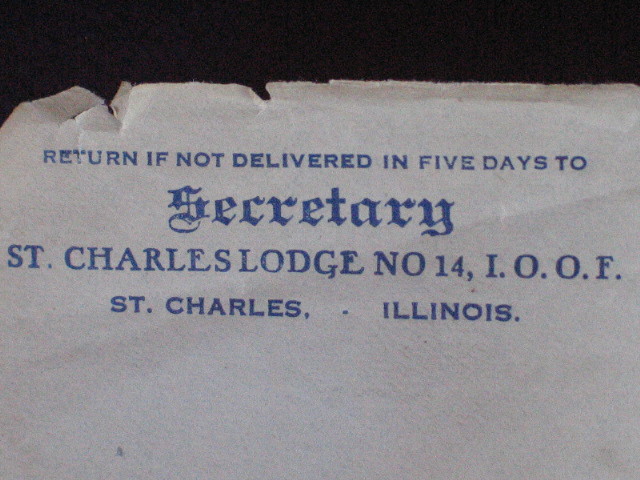 RETURN IF NOT DELIVERED IN FIVE DAYS TO
Secretary
ST. CHARLES LODGE NO 14, I. O. O. F.
ST. CHARLES, - ILLINOIS.